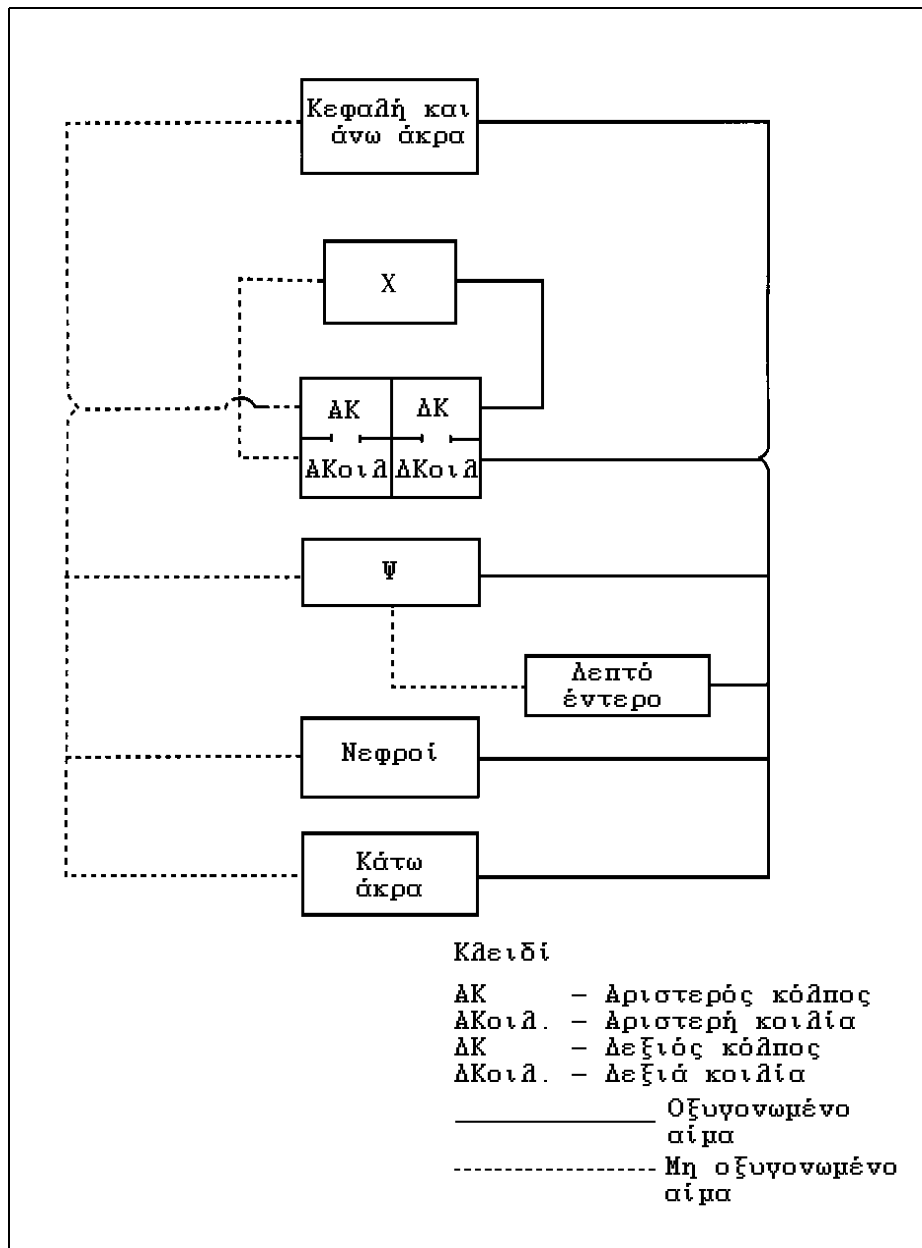 Κεφαλή και
άνω άκρα
Χ
ΑΚ ΔΚ
ΑΚοιλ ΔΚοιλ
Ψ
Λεπτό
έντερο
Νεφροί
Κάτω
άκρα
Κλειδί
ΑΚ – Αριστερός κόλπος
ΑΚοιλ. – Αριστερή κοιλία
ΔΚ – Δεξιός κόλπος
ΔΚοιλ. – Δεξιά κοιλία
Οξυγονωμένο
αίμα
Μη οξυγονωμένο
αίμα